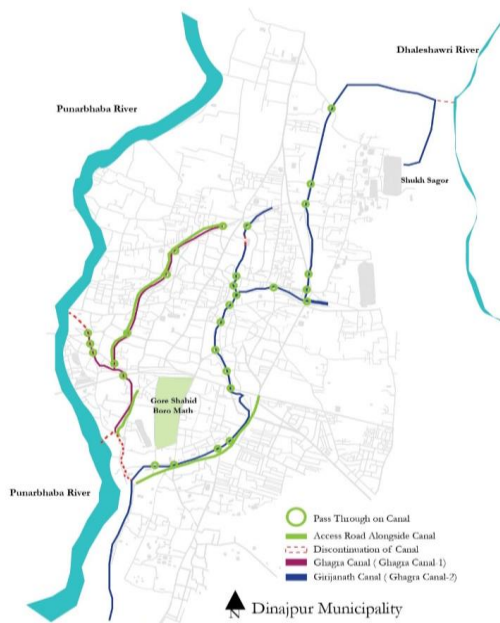 Dhaleshawri River
Punarbhaba River
Shukh Sagor
Gore Shahid
Boro Math
Punarbhaba River
Pass Through on Canal
Access Road Alongside Canal
Discontinuation of Canal
Ghagra Canal ( Ghagra Canal-1)
Girijanath Canal ( Ghagra Canal-2)
N Dinajpur Municipality